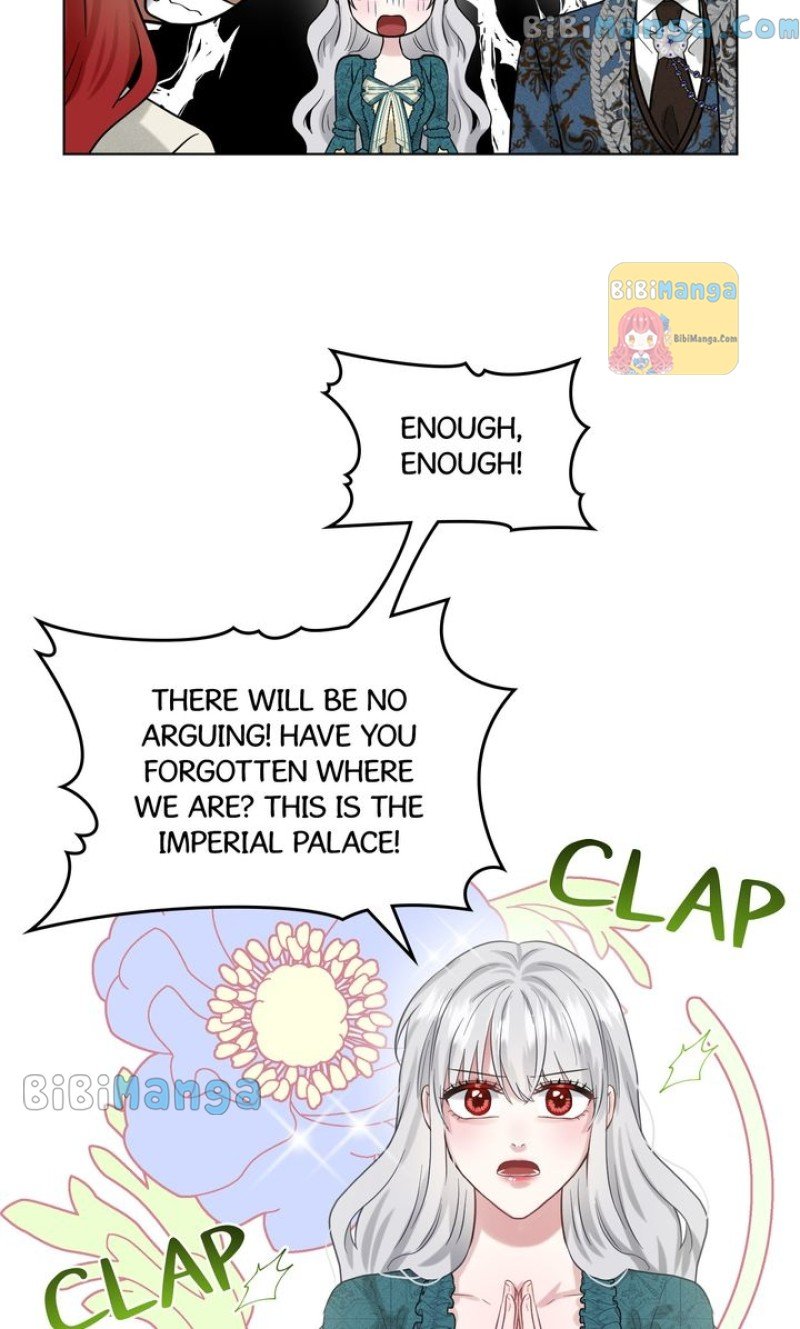 BiBiManga.Com
BiBiManga
BibiManga.Com
ENOUGH,
ENOUGH!
THERE WILL BE NO
ARGUING! HAVE YOU
FORGOTTEN WHERE
WE ARE? THIS IS THE
IMPERIAL PALACE!
CLAP
BiBiManga
CLAP